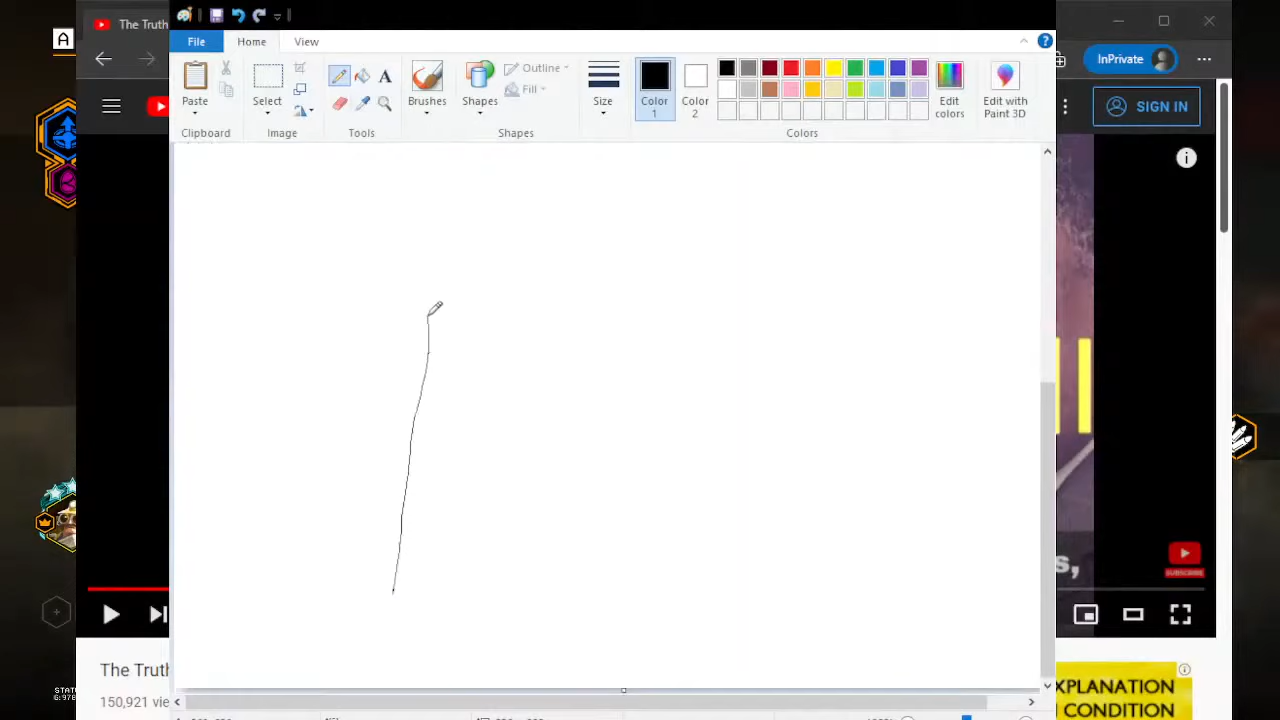 The Truth
File
Home
View
InPrivate
A
Paste
Select
Brushes
Shapes
Outline
Fill
Size
Color
1
Color
2
Edit
colors
Edit with
Paint 3D
Clipboard
Image
Tools
Shapes
Colors
SIGN IN
s,
SUBSCRIBE
The Truth
150,921 vie
XPLANATION
CONDITION